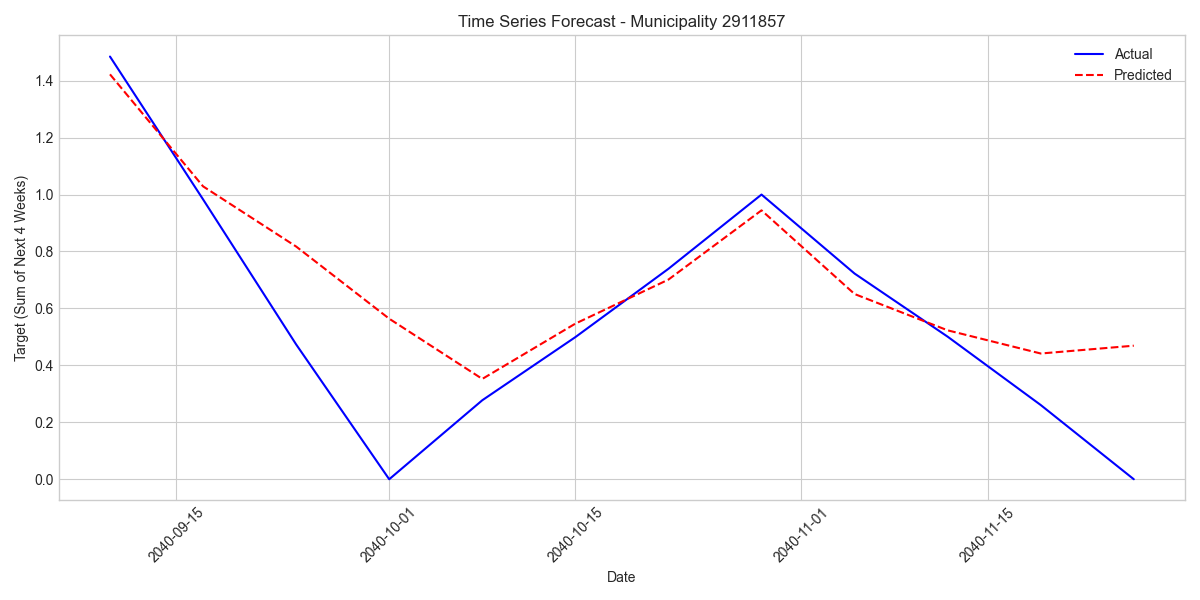 Time Series Forecast - Municipality 2911857
Actual
Predicted
Target (Sum of Next 4 Weeks)
1.4
1.2
1.0
0.8
0.6
0.4
0.2
0.0
2040-09-15
2040-10-01
2040-10-15
2040-11-01
2040-11-15
Date